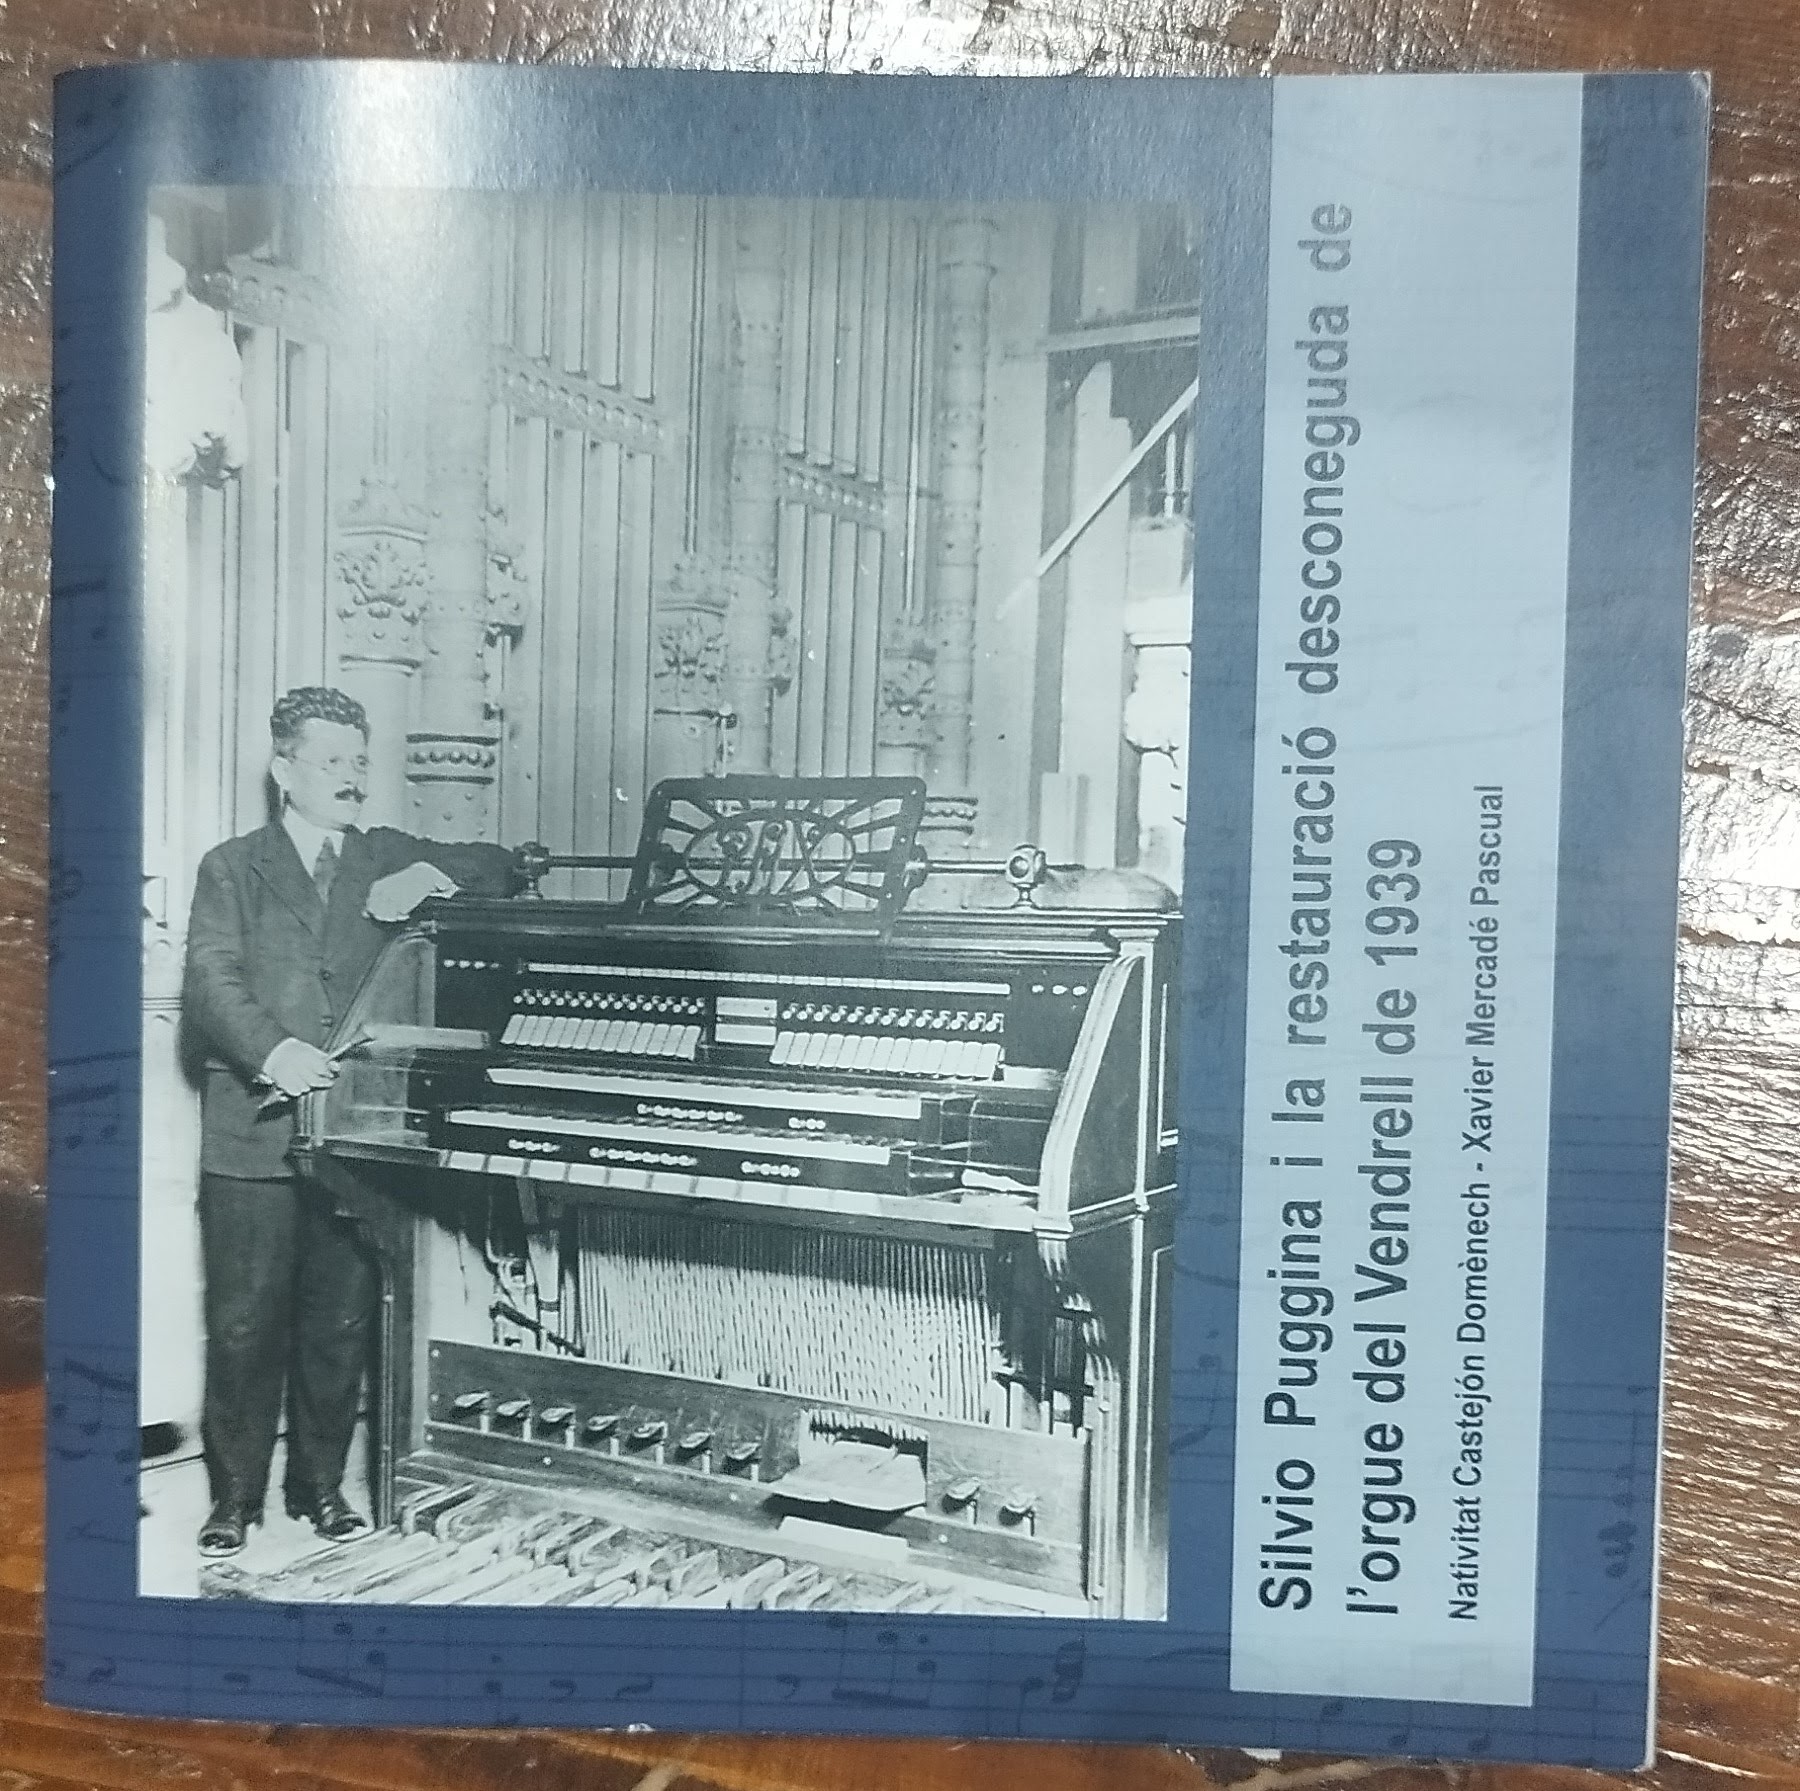 Silvio Puggina i la restauració desconeguda de
l'orgue del Vendrell de 1939
Nativitat Castejón Domènech - Xavier Mercadé Pascual